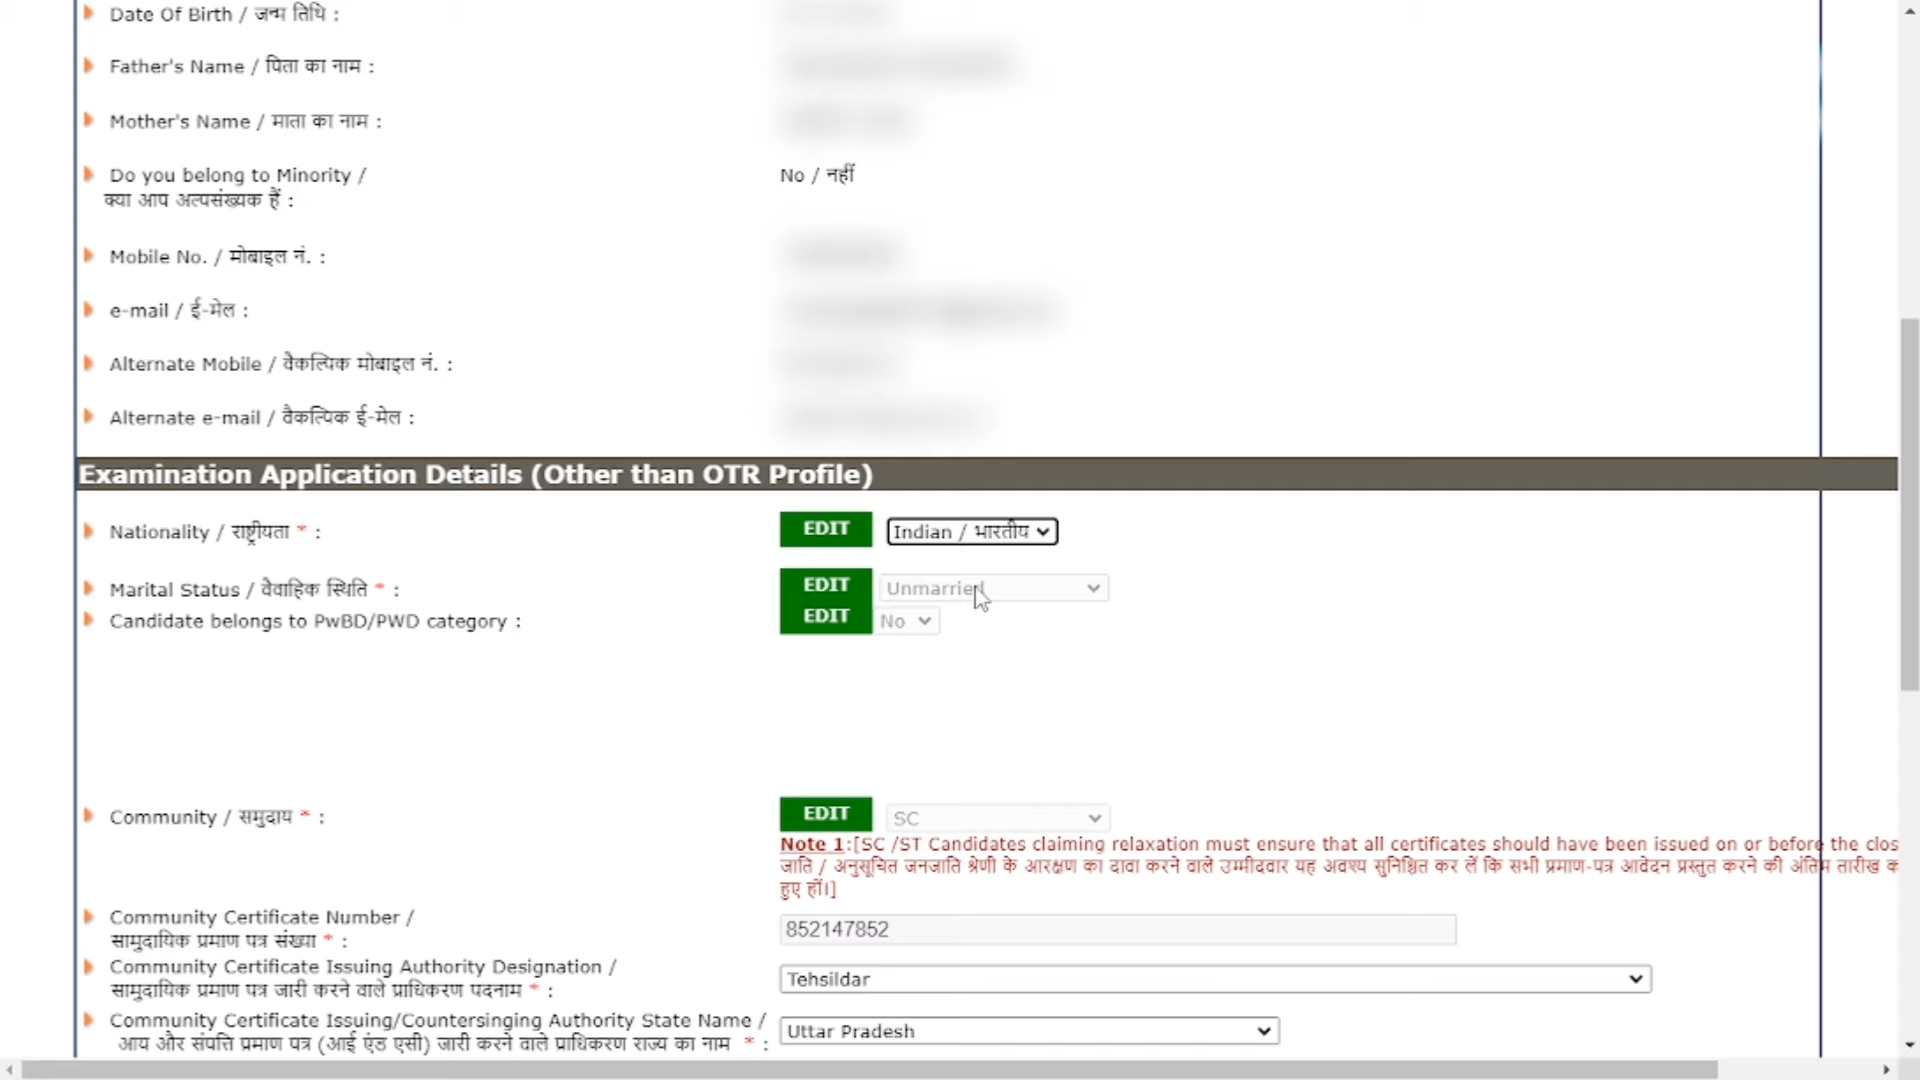 Date Of Birth / जन्म तिथि :
Father's Name / पिता का नाम :
Mother's Name / माता का नाम :
Do you belong to Minority / No / नहीं
क्या आप अल्पसंख्यक हैं :
Mobile No. / मोबाइल नं. :
e-mail / ई-मेल :
Alternate Mobile / वैकल्पिक मोबाइल नं. :
Alternate e-mail / वैकल्पिक ई-मेल :
Examination Application Details (Other than OTR Profile)
Nationality / राष्ट्रीयता * : EDIT Indian / भारतीय
Marital Status / वैवाहिक स्थिति * : EDIT Unmarried
Candidate belongs to PwBD/PWD category : EDIT No
Community / समुदाय * : EDIT SC
Note 1:[SC /ST Candidates claiming relaxation must ensure that all certificates should have been issued on or before the clos
जाति / अनुसूचित जनजाति श्रेणी के आरक्षण का दावा करने वाले उम्मीदवार यह अवश्य सुनिश्चित कर लें कि सभी प्रमाण-पत्र आवेदन प्रस्तुत करने की अंतिम तारीख क
हुए हों।]
Community Certificate Number /
सामुदायिक प्रमाण पत्र संख्या * : 852147852
Community Certificate Issuing Authority Designation /
सामुदायिक प्रमाण पत्र जारी करने वाले प्राधिकरण पदनाम * : Tehsildar
Community Certificate Issuing/Countersinging Authority State Name /
आय और संपत्ति प्रमाण पत्र (आई एंड एसी) जारी करने वाले प्राधिकरण राज्य का नाम * : Uttar Pradesh